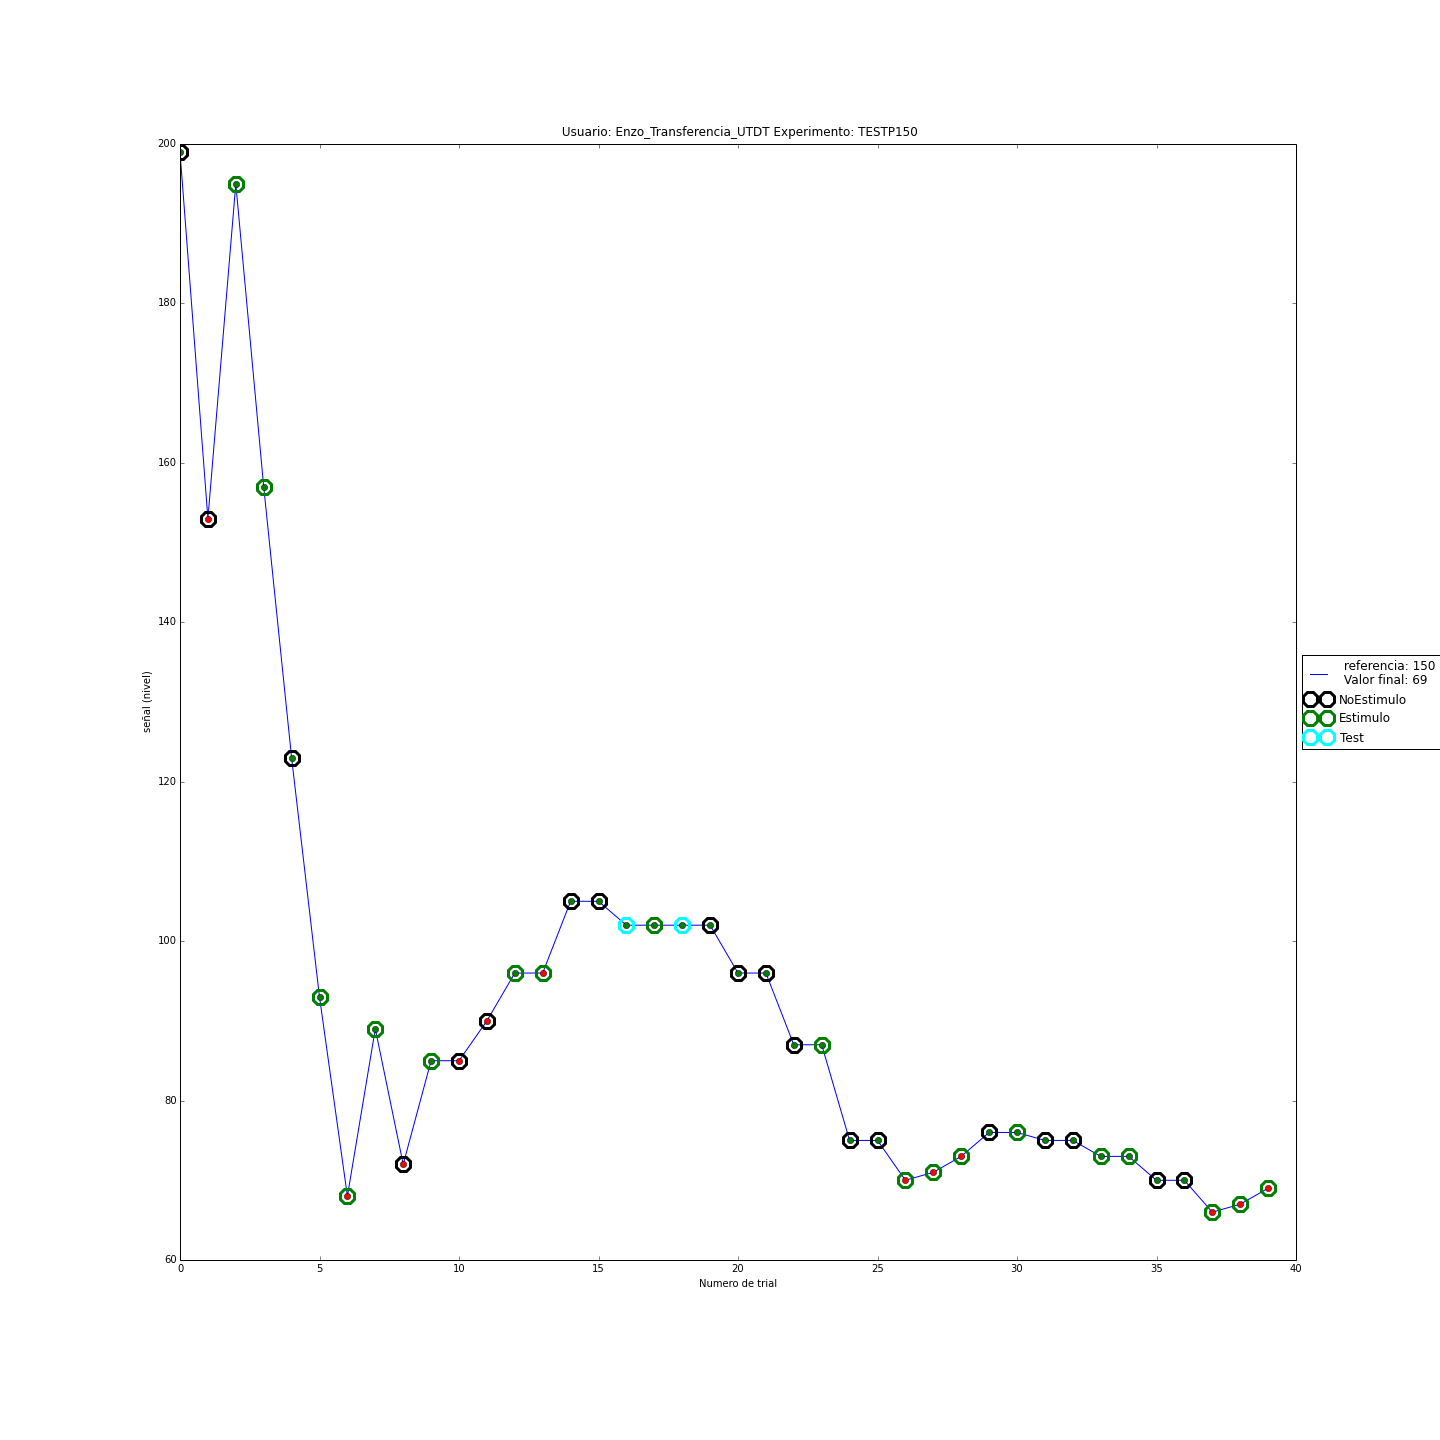 Usuario: Enzo_Transferencia_UTDT Experimento: TESTP150
200
180
160
140
120
100
80
60
señal (nivel)
0 5 10 15 20 25 30 35 40
Numero de trial
referencia: 150
Valor final: 69
NoEstimulo
Estimulo
Test